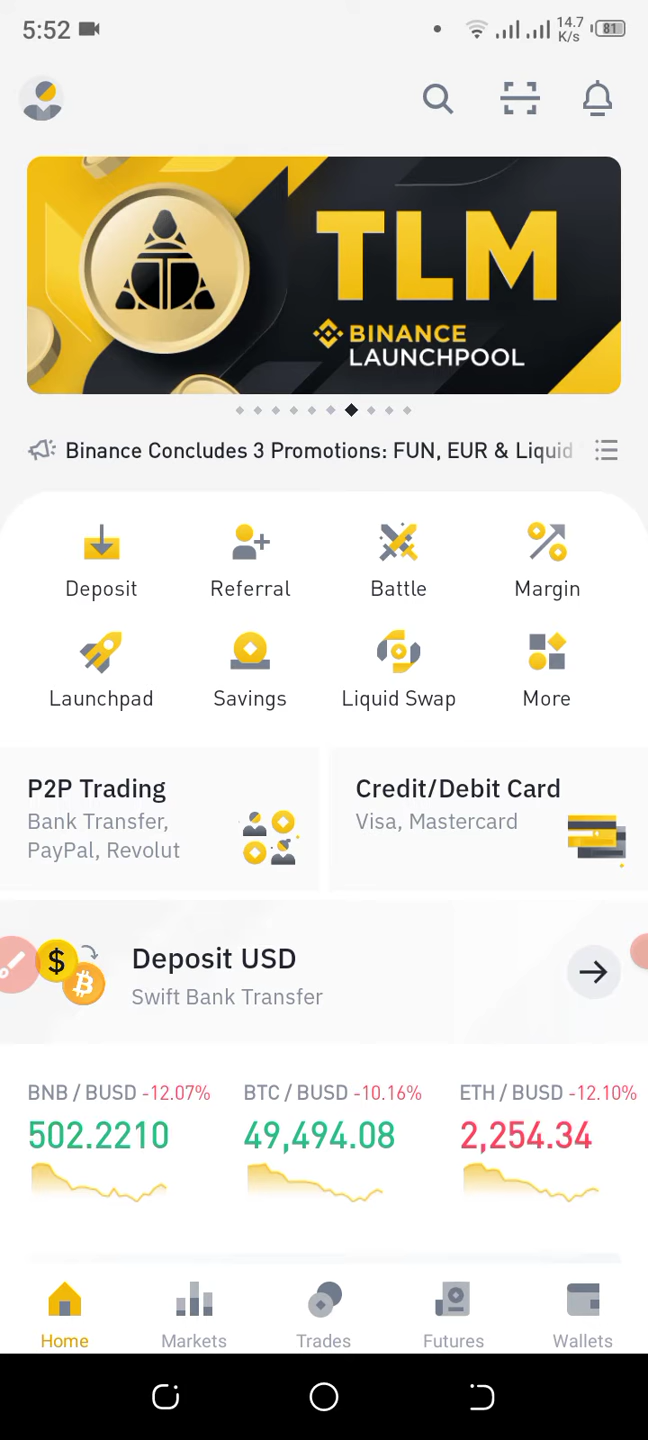 5:52
14.7
K/s
81
TLM
BINANCE
LAUNCHPOOL
Binance Concludes 3 Promotions: FUN, EUR & Liquid
Deposit Referral Battle Margin
Launchpad Savings Liquid Swap More
P2P Trading
Bank Transfer,
PayPal, Revolut
Credit/Debit Card
Visa, Mastercard
Deposit USD
Swift Bank Transfer
BNB / BUSD -12.07% BTC / BUSD -10.16% ETH / BUSD -12.10%
502.2210 49,494.08 2,254.34
Home Markets Trades Futures Wallets